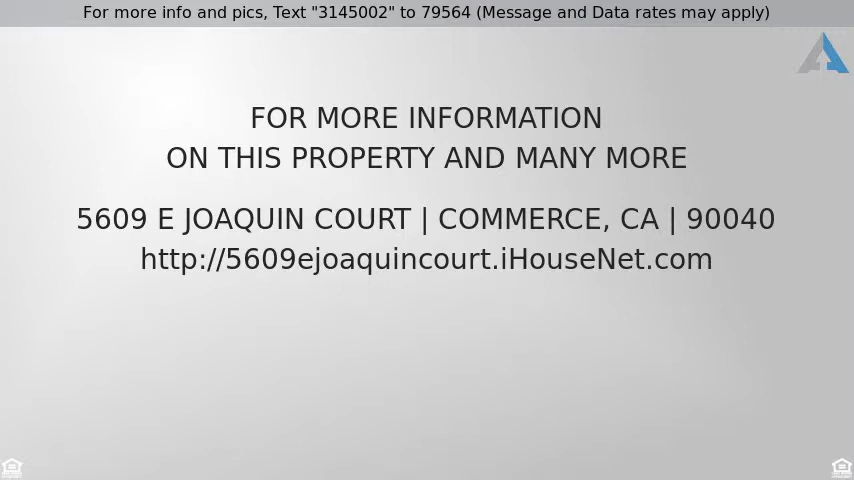 For more info and pics, Text "3145002" to 79564 (Message and Data rates may apply)
FOR MORE INFORMATION
ON THIS PROPERTY AND MANY MORE
5609 E JOAQUIN COURT | COMMERCE, CA | 90040
http://5609ejoaquincourt.iHouseNet.com